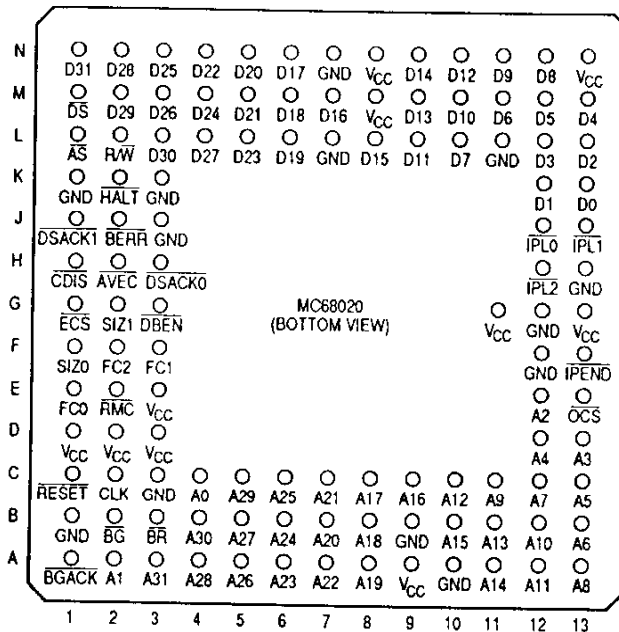 N
D31 D28 D25 D22 D20 D17 GND VCC D14 D12 D9 D8 VCC
M
DS D29 D26 D24 D21 D18 D16 VCC D13 D10 D6 D5 D4
L
AS R/W D30 D27 D23 D19 GND D15 D11 D7 GND D3 D2
K
GND HALT GND D1 D0
J
DSACK1 BERR GND IPL0 IPL1
H
CDIS AVEC DSACK0 IPL2 GND
G
MC68020
(BOTTOM VIEW)
ECS SIZ1 DBEN VCC GND VCC
F
SIZ0 FC2 FC1 GND IPEND
E
FC0 RMC VCC A2 OCS
D
VCC VCC VCC A4 A3
C
RESET CLK GND A0 A29 A25 A21 A17 A16 A12 A9 A7 A5
B
GND BG BR A30 A27 A24 A20 A18 GND A15 A13 A10 A6
A
BGACK A1 A31 A28 A26 A23 A22 A19 VCC GND A14 A11 A8
1 2 3 4 5 6 7 8 9 10 11 12 13